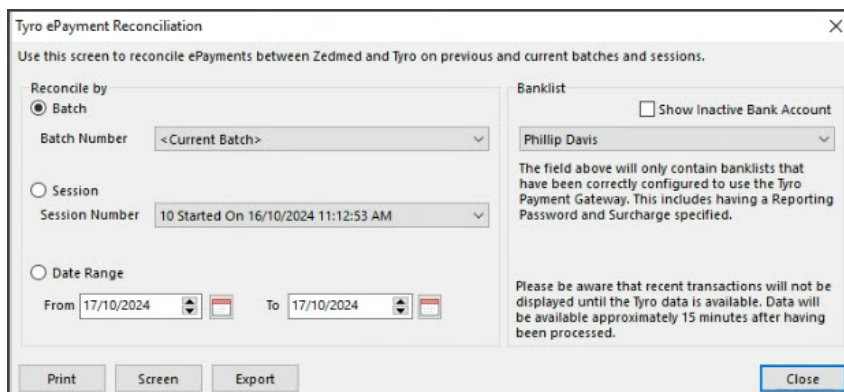 Tyro ePayment Reconciliation
Use this screen to reconcile ePayments between Zedmed and Tyro on previous and current batches and sessions.
Reconcile by
Batch
Batch Number <Current Batch>
Session
Session Number 10 Started On 16/10/2024 11:12:53 AM
Date Range
From 17/10/2024 To 17/10/2024
Banklist
Show Inactive Bank Account
Phillip Davis
The field above will only contain banklists that
have been correctly configured to use the Tyro
Payment Gateway. This includes having a Reporting
Password and Surcharge specified.
Please be aware that recent transactions will not be
displayed until the Tyro data is available. Data will
be available approximately 15 minutes after having
been processed.
Print Screen Export Close